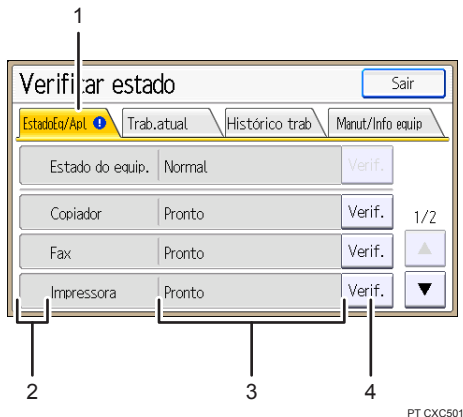 1
Verificar estado
Sair
EstadoEq/Apl.
Trab.atual
Histórico trab
Manut/Info equip
Estado do equip. Normal Verif.
Copiador Pronto Verif. 1/2
Fax Pronto Verif.
Impressora Pronto Verif.
2 3 4
PT CXC501